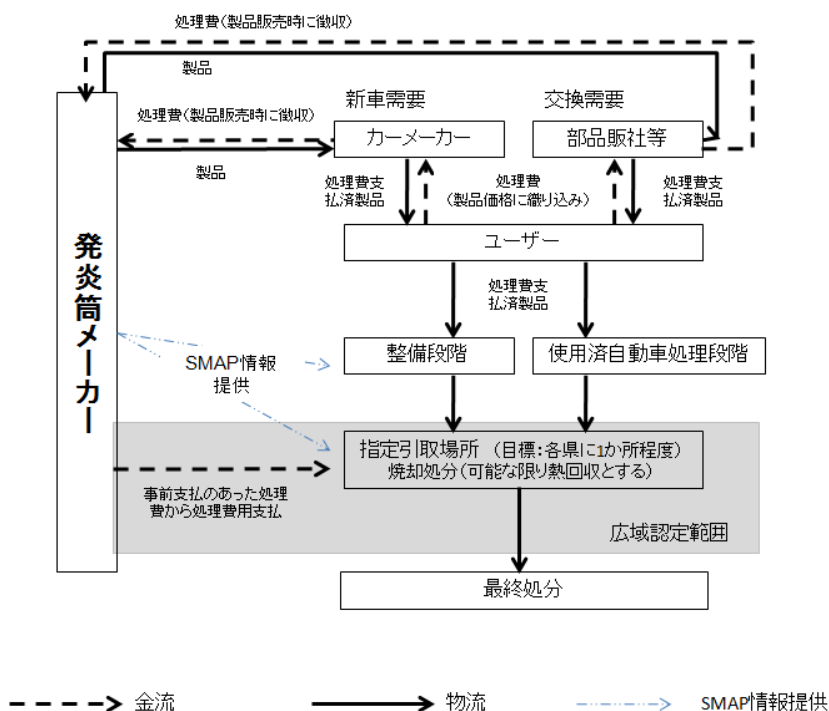 処理費(製品販売時に徴収)
製品
新車需要
交換需要
処理費(製品販売時に徴収)
カーメーカー
部品販社等
製品
処理費支
払済製品
処理費
(製品価格に織り込み)
処理費支
払済製品
ユーザー
発炎筒メーカー
処理費支
払済製品
整備段階
使用済自動車処理段階
SMAP情報
提供
指定引取場所 (目標:各県に1か所程度)
焼却処分(可能な限り熱回収とする)
事前支払のあった処理
費から処理費用支払
広域認定範囲
最終処分
金流
物流
SMAP情報提供